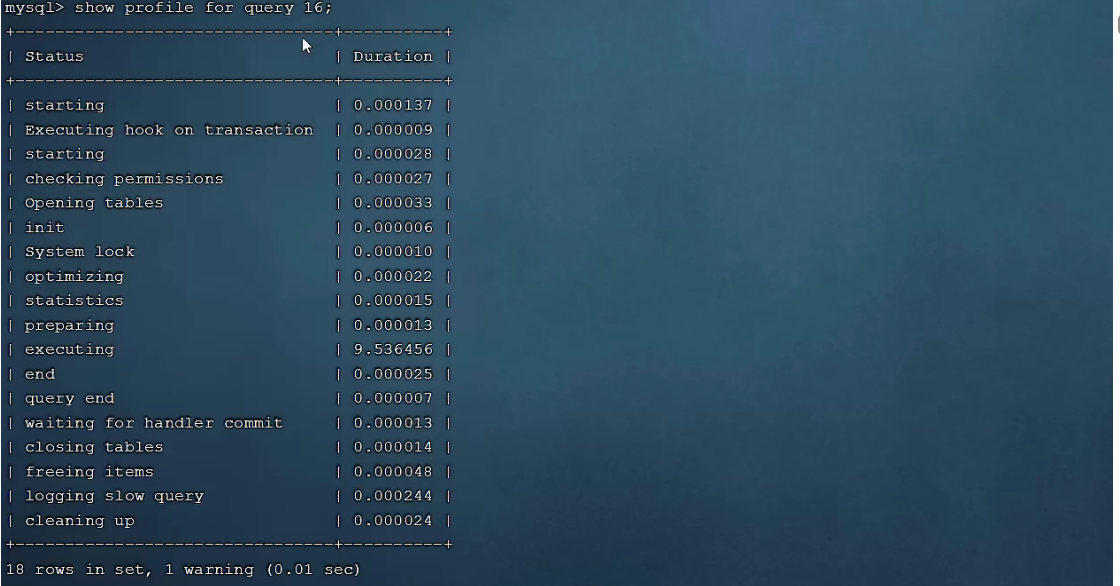 mysql> show profile for query 16;
+--------------------------------+----------+
| Status                         | Duration |
+--------------------------------+----------+
| starting                       | 0.000137 |
| Executing hook on transaction  | 0.000009 |
| starting                       | 0.000028 |
| checking permissions           | 0.000027 |
| Opening tables                 | 0.000033 |
| init                           | 0.000006 |
| System lock                    | 0.000010 |
| optimizing                     | 0.000022 |
| statistics                     | 0.000015 |
| preparing                      | 0.000013 |
| executing                      | 9.536456 |
| end                            | 0.000025 |
| query end                      | 0.000007 |
| waiting for handler commit     | 0.000013 |
| closing tables                 | 0.000014 |
| freeing items                  | 0.000048 |
| logging slow query             | 0.000244 |
| cleaning up                    | 0.000024 |
+--------------------------------+----------+
18 rows in set, 1 warning (0.01 sec)